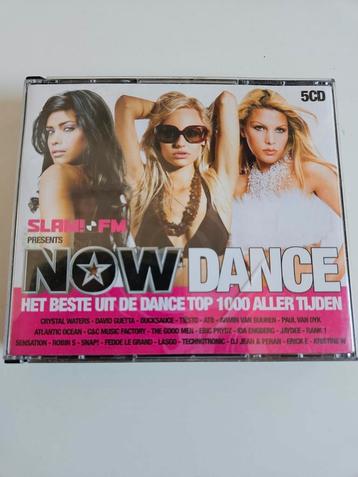 5CD
SLAM! FM
PRESENTS
NOW DANCE
HET BESTE UIT DE DANCE TOP 1000 ALLER TIJDEN
CRYSTAL WATERS - DAVID GUETTA - DUCKSAUCE - TIËSTO - ATB - ARMIN VAN BUUREN - PAUL VAN DYK
ATLANTIC OCEAN - C&C MUSIC FACTORY - THE GOOD MEN - ERIC PRYDZ - IDA ENGBERG - JAYDEE - RANK 1
SENSATION - ROBIN S - SNAP! - FEDDE LE GRAND - LASGO - TECHNOTRONIC - DJ JEAN & PERAN - ERICK E - KRISTINE W